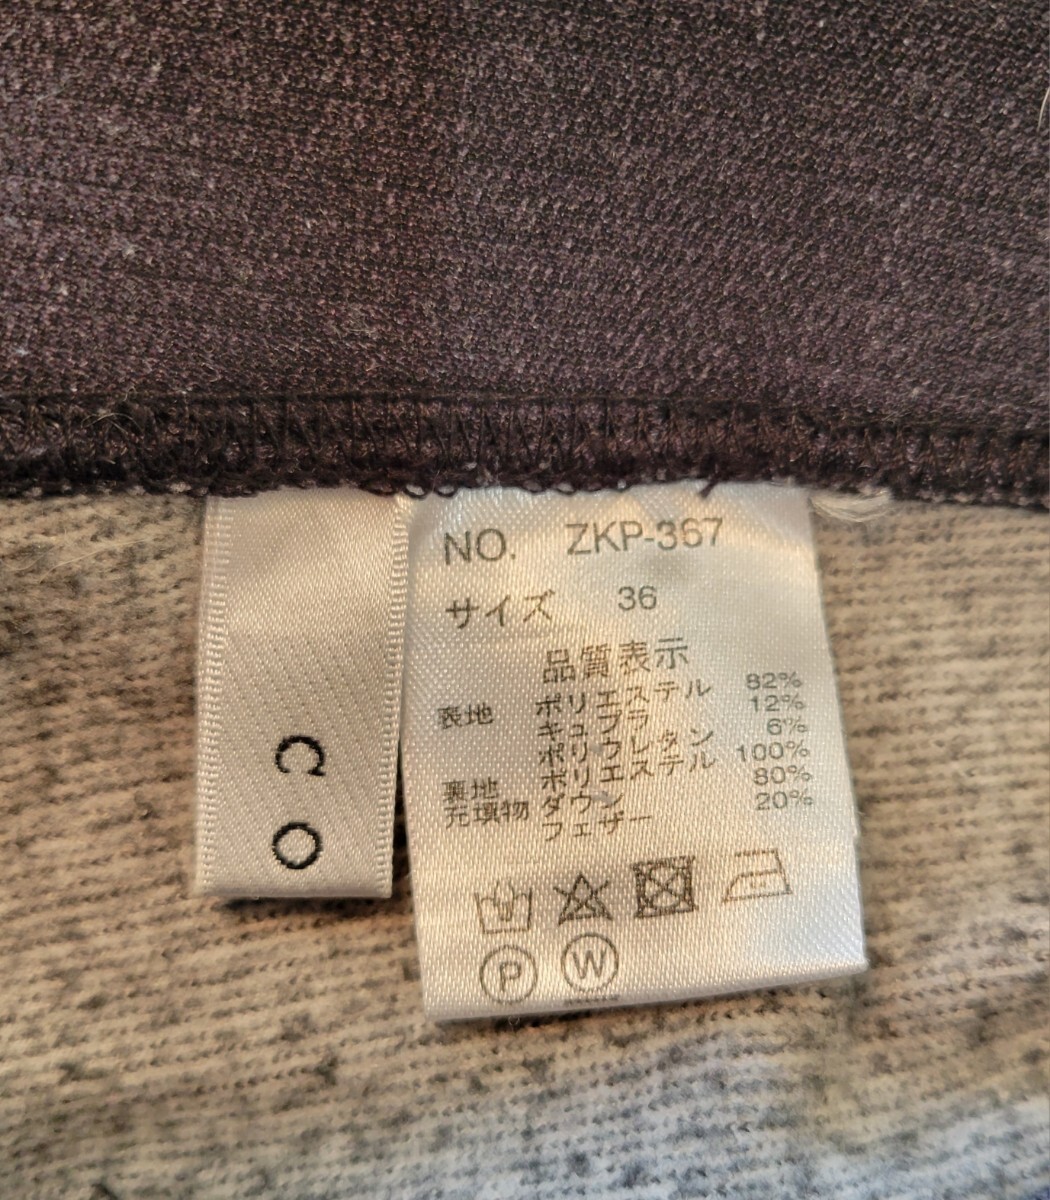 C O
NO. ZKP-367
サイズ 36
品質表示
表地 ポリエステル 82%
キュプラ 12%
ポリウレタン 6%
裏地 ポリエステル 100%
充填物 ダウン 80%
フェザー 20%
P W